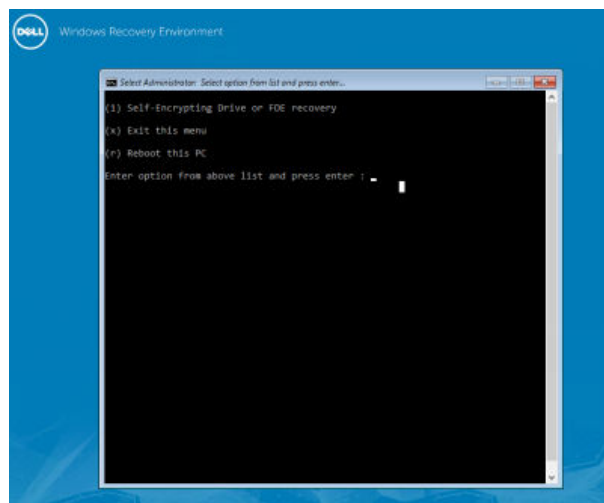 DELL
Windows Recovery Environment
Select Administrator: Select option from list and press enter...
(1) Self-Encrypting Drive or FDE recovery
(x) Exit this menu
(r) Reboot this PC
Enter option from above list and press enter :